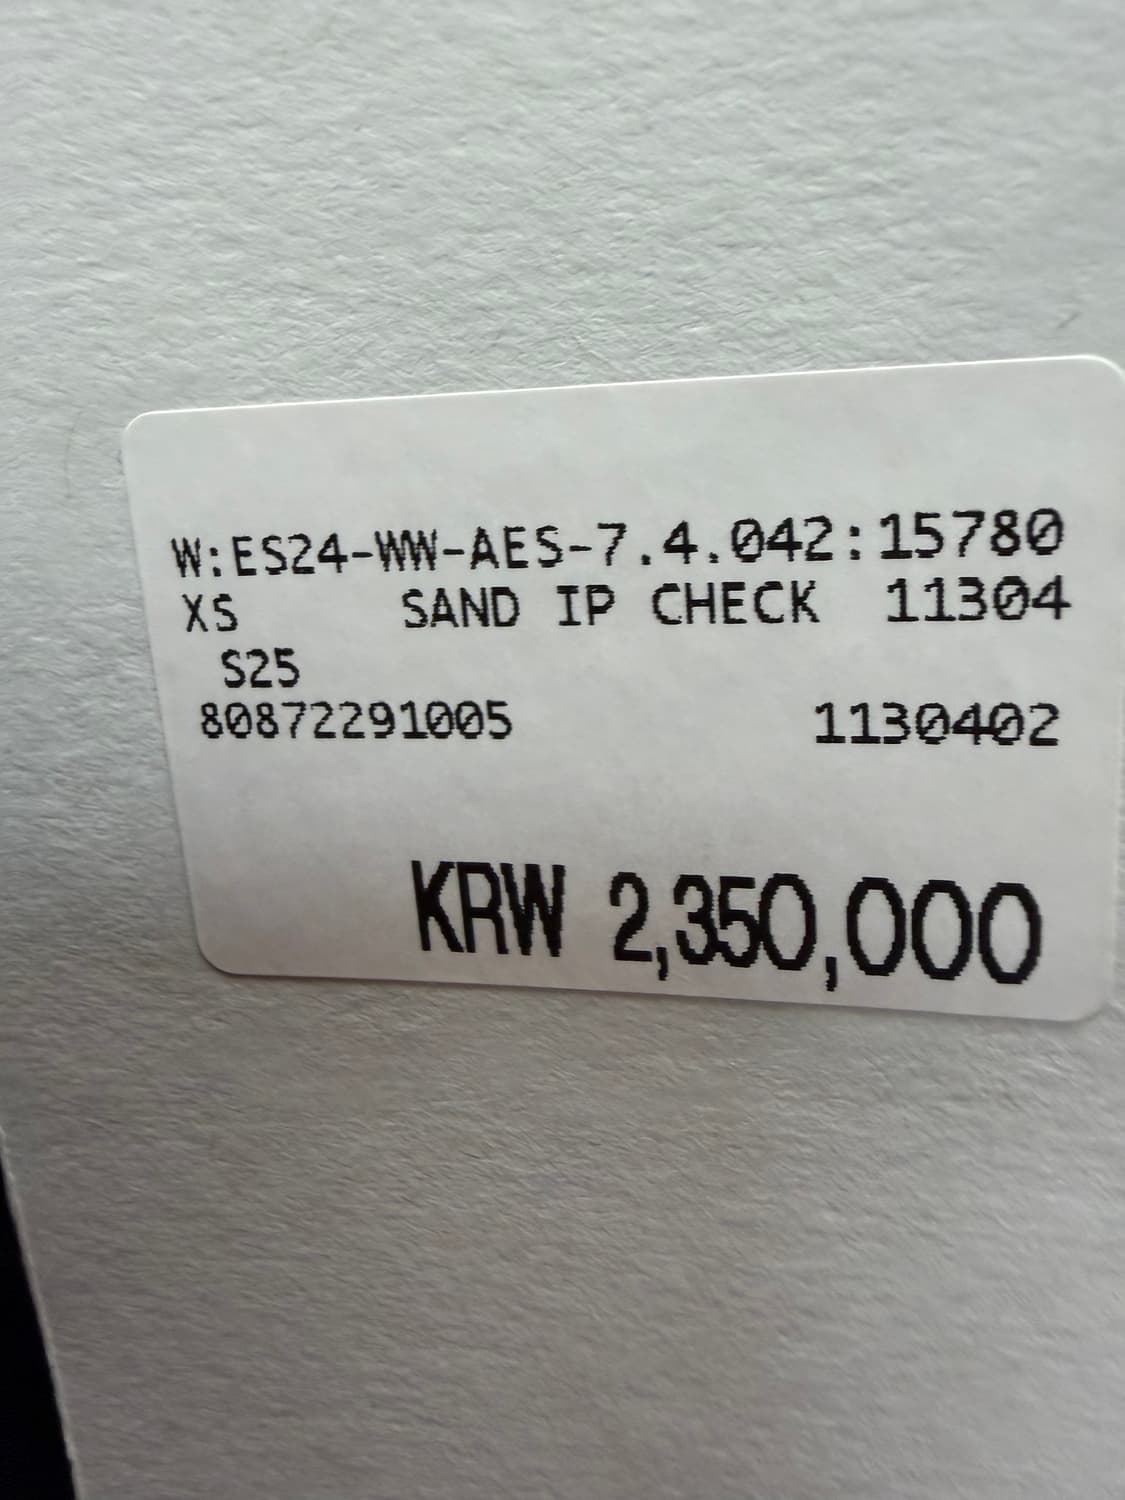 W:ES24-WW-AES-7.4.042:15780
XS SAND IP CHECK 11304
S25
80872291005 1130402
KRW 2,350,000